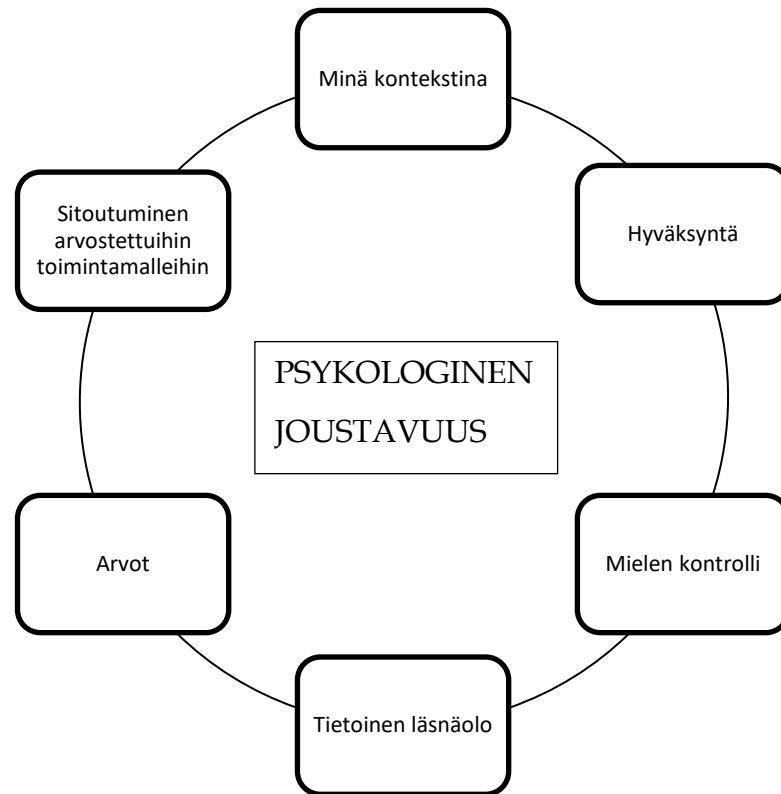 Minä kontekstina
Hyväksyntä
Sitoutuminen
arvostettuihin
toimintamalleihin
PSYKOLOGINEN
JOUSTAVUUS
Arvot
Mielen kontrolli
Tietoinen läsnäolo